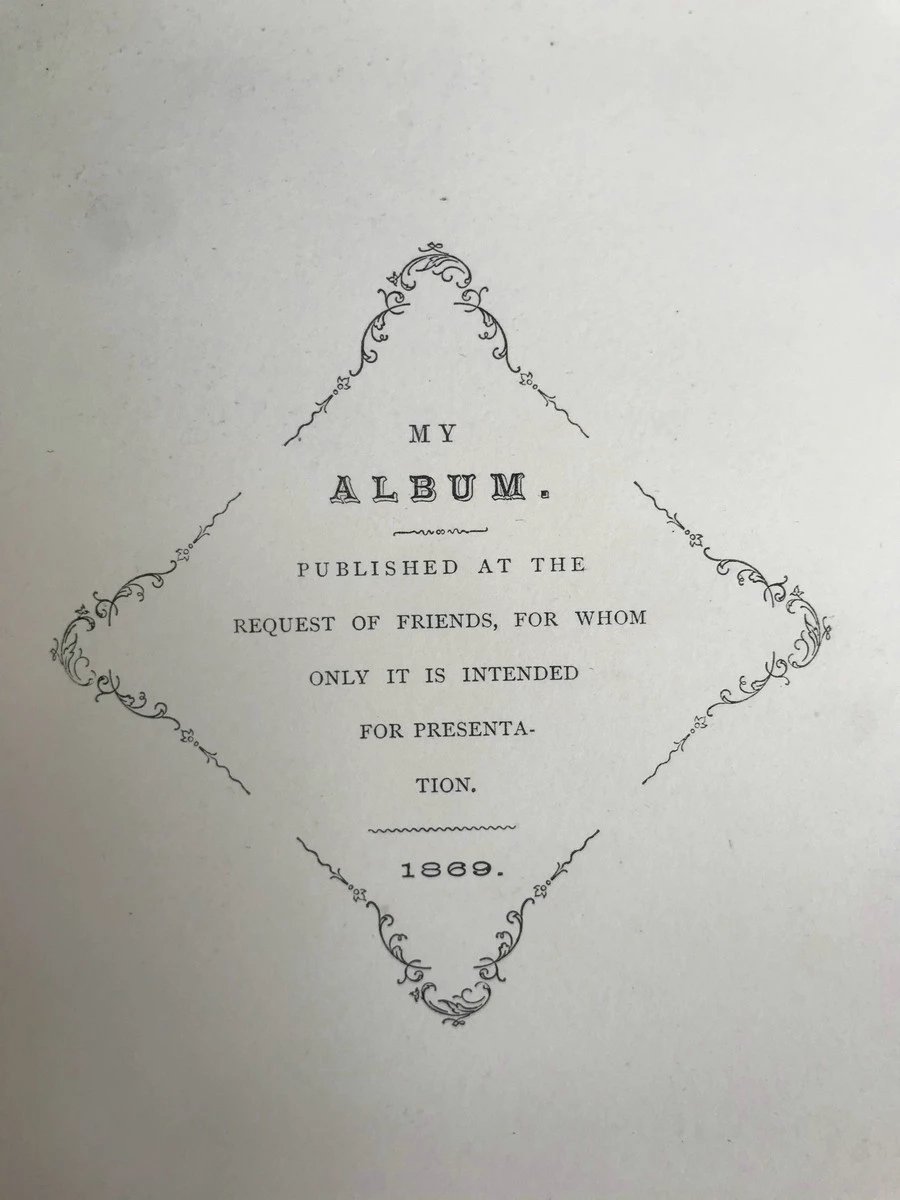 MY
ALBUM.
PUBLISHED AT THE
REQUEST OF FRIENDS, FOR WHOM
ONLY IT IS INTENDED
FOR PRESENTA-
TION.
1869.